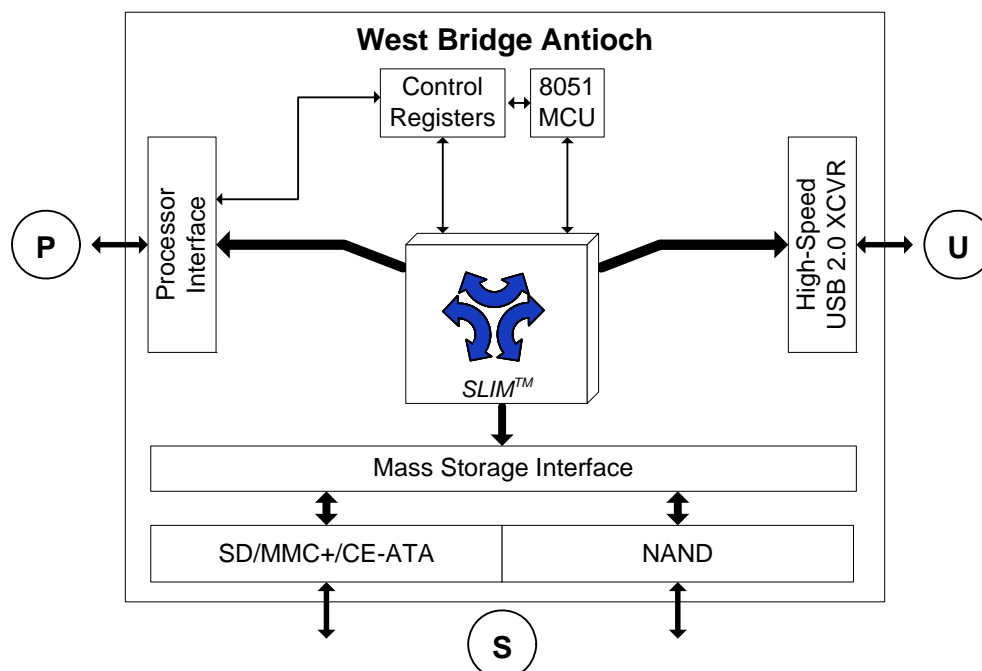 West Bridge Antioch
Control
Registers
8051
MCU
P
Processor
Interface
High-Speed
USB 2.0 XCVR
U
SLIM™
Mass Storage Interface
SD/MMC+/CE-ATA
NAND
S